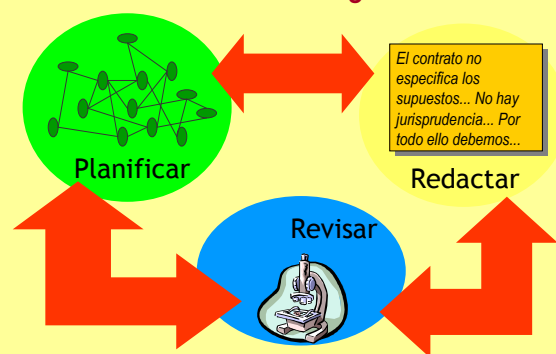 El contrato no
especifica los
supuestos... No hay
jurisprudencia... Por
todo ello debemos...
Planificar
Redactar
Revisar